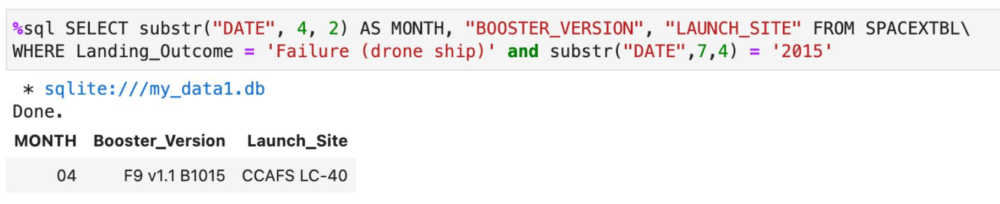 %sql SELECT substr("DATE", 4, 2) AS MONTH, "BOOSTER_VERSION", "LAUNCH_SITE" FROM SPACEXTBL\
WHERE Landing_Outcome = 'Failure (drone ship)' and substr("DATE",7,4) = '2015'
* sqlite:///my_data1.db
Done.
MONTH Booster_Version Launch_Site
04 F9 v1.1 B1015 CCAFS LC-40